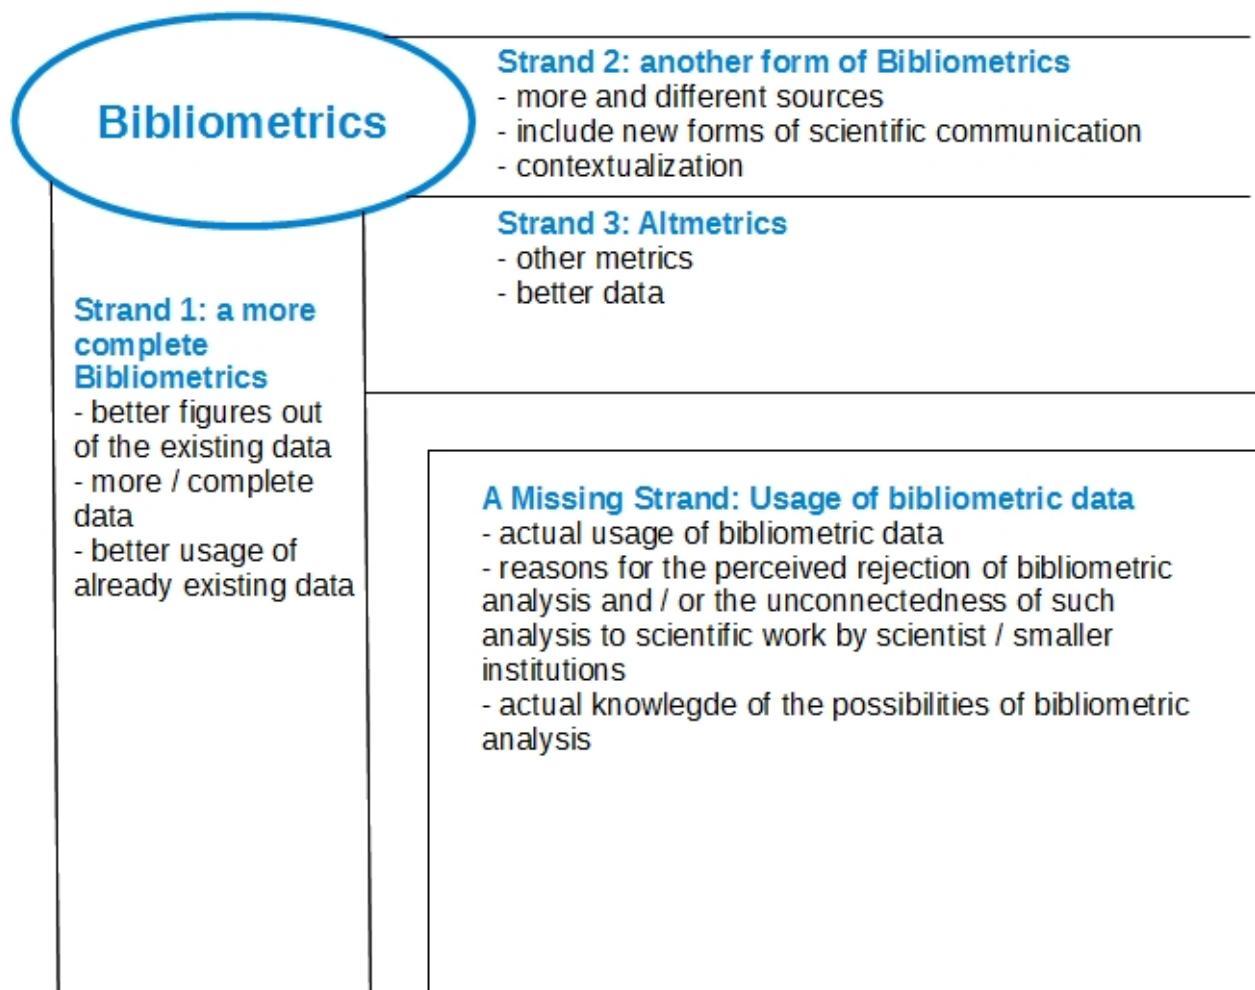 Bibliometrics
Strand 2: another form of Bibliometrics
- more and different sources
- include new forms of scientific communication
- contextualization
Strand 3: Altmetrics
- other metrics
- better data
Strand 1: a more
complete
Bibliometrics
- better figures out
of the existing data
- more / complete
data
- better usage of
already existing data
A Missing Strand: Usage of bibliometric data
- actual usage of bibliometric data
- reasons for the perceived rejection of bibliometric
analysis and / or the unconnectedness of such
analysis to scientific work by scientist / smaller
institutions
- actual knowlegde of the possibilities of bibliometric
analysis